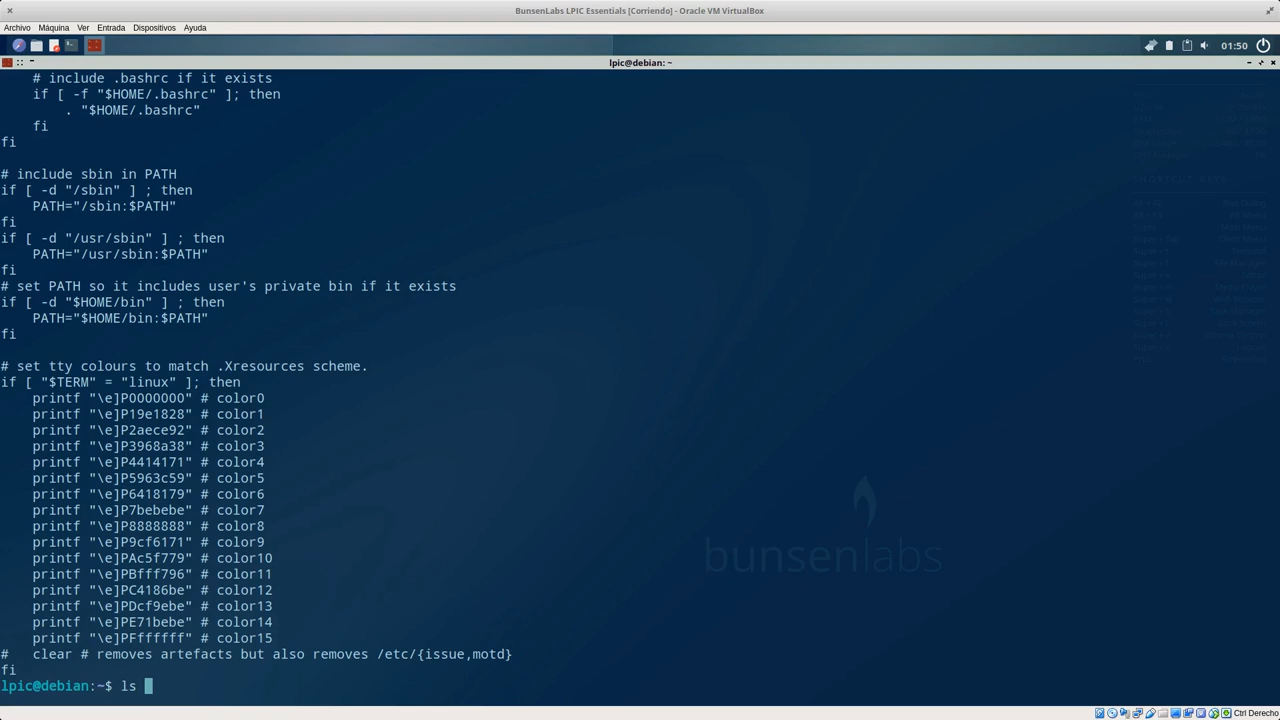 BunsenLabs LPIC Essentials [Corriendo] - Oracle VM VirtualBox
Archivo Máquina Ver Entrada Dispositivos Ayuda
01:50
lpic@debian: ~
    # include .bashrc if it exists
    if [ -f "$HOME/.bashrc" ]; then
        . "$HOME/.bashrc"
    fi
fi
# include sbin in PATH
if [ -d "/sbin" ] ; then
    PATH="/sbin:$PATH"
fi
if [ -d "/usr/sbin" ] ; then
    PATH="/usr/sbin:$PATH"
fi
# set PATH so it includes user's private bin if it exists
if [ -d "$HOME/bin" ] ; then
    PATH="$HOME/bin:$PATH"
fi
# set tty colours to match .Xresources scheme.
if [ "$TERM" = "linux" ]; then
    printf "\e]P0000000" # color0
    printf "\e]P19e1828" # color1
    printf "\e]P2aece92" # color2
    printf "\e]P3968a38" # color3
    printf "\e]P4414171" # color4
    printf "\e]P5963c59" # color5
    printf "\e]P6418179" # color6
    printf "\e]P7bebebe" # color7
    printf "\e]P8888888" # color8
    printf "\e]P9cf6171" # color9
    printf "\e]PAc5f779" # color10
    printf "\e]PBfff796" # color11
    printf "\e]PC4186be" # color12
    printf "\e]PDcf9ebe" # color13
    printf "\e]PE71bebe" # color14
    printf "\e]PFffffff" # color15
#   clear # removes artefacts but also removes /etc/{issue,motd}
fi
lpic@debian:~$ ls
bunsenlabs
Ctrl Derecho